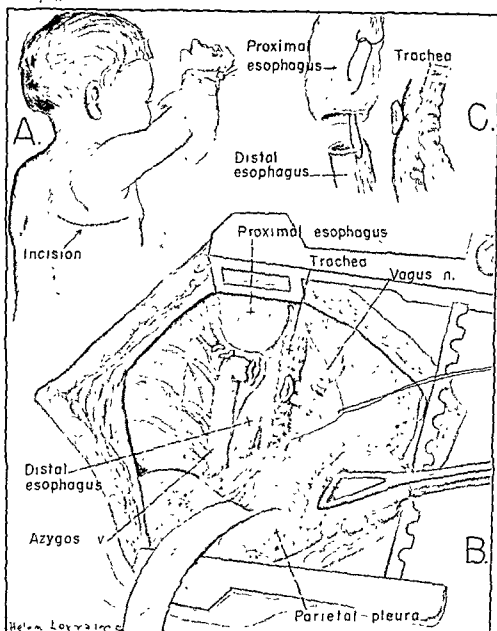 A.
Incision
Proximal
esophagus
Trachea
C.
Distal
esophagus
Proximal esophagus
Trachea
Vagus n.
Distal
esophagus
Azygos v
B.
Parietal pleura
Helen Lorraine